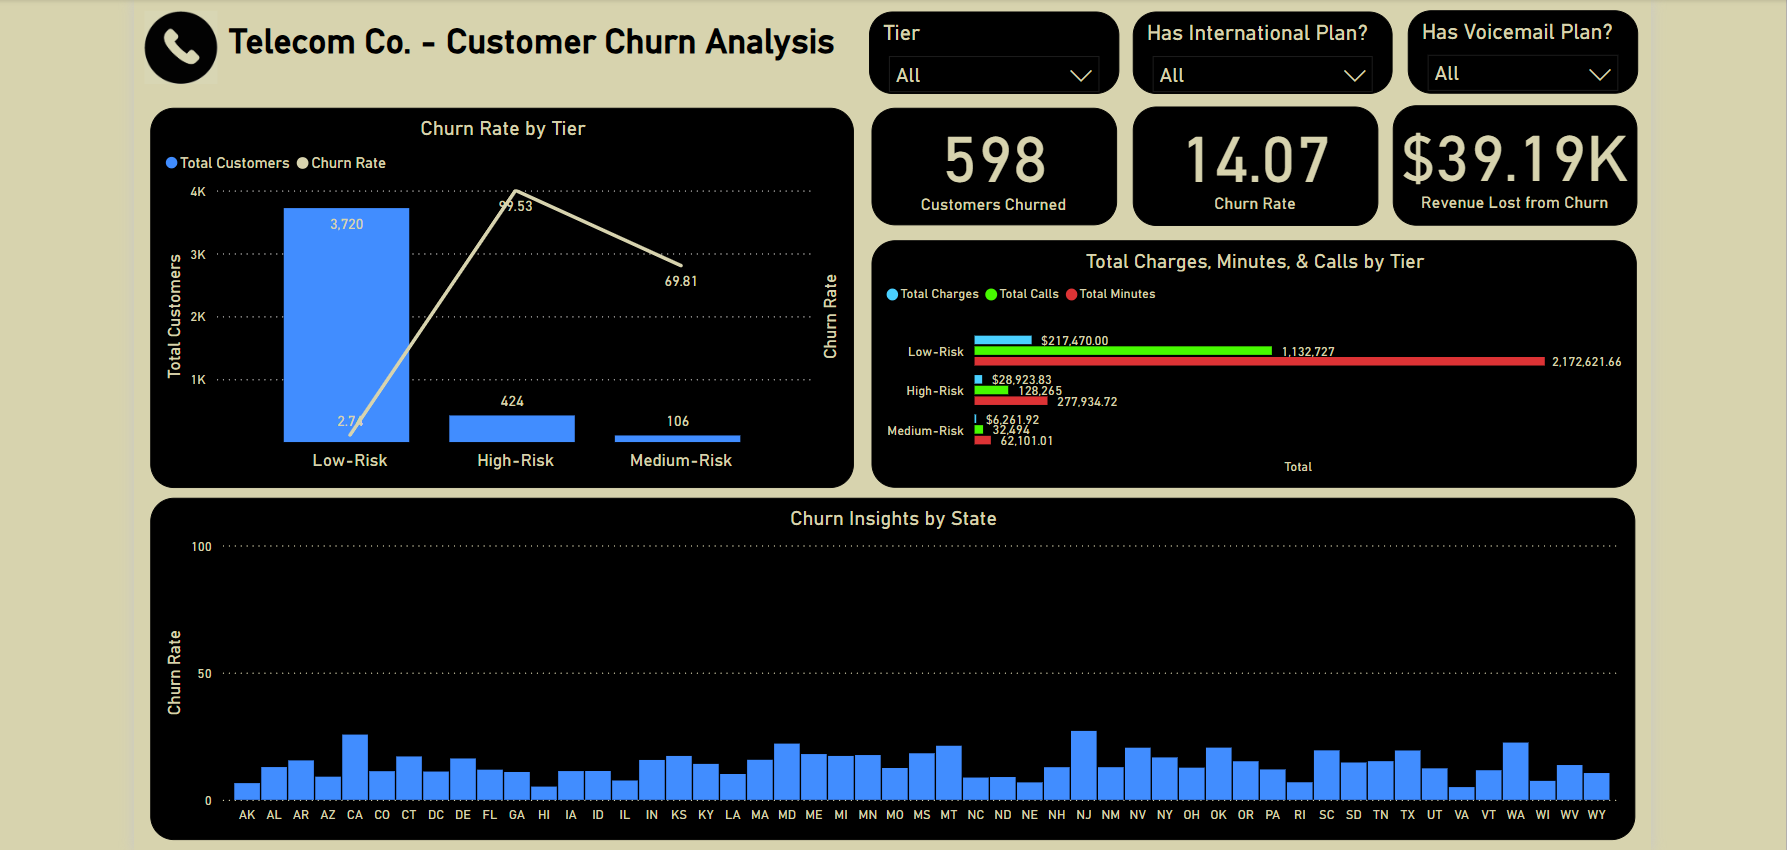 Telecom Co. - Customer Churn Analysis
Tier
All
Has International Plan?
All
Has Voicemail Plan?
All
598
Customers Churned
14.07
Churn Rate
$39.19K
Revenue Lost from Churn
Churn Rate by Tier
Total Customers Churn Rate
Total Customers
4K
3K
2K
1K
3,720
2.74
99.53
424
69.81
106
Low-Risk High-Risk Medium-Risk
Churn Rate
Total Charges, Minutes, & Calls by Tier
Total Charges Total Calls Total Minutes
Low-Risk
$217,470.00
1,132,727
2,172,621.66
High-Risk
$28,923.83
128,265
277,934.72
Medium-Risk
$6,261.92
32,494
62,101.01
Total
Churn Insights by State
Churn Rate
100
50
0
AK AL AR AZ CA CO CT DC DE FL GA HI IA ID IL IN KS KY LA MA MD ME MI MN MO MS MT NC ND NE NH NJ NM NV NY OH OK OR PA RI SC SD TN TX UT VA VT WA WI WV WY